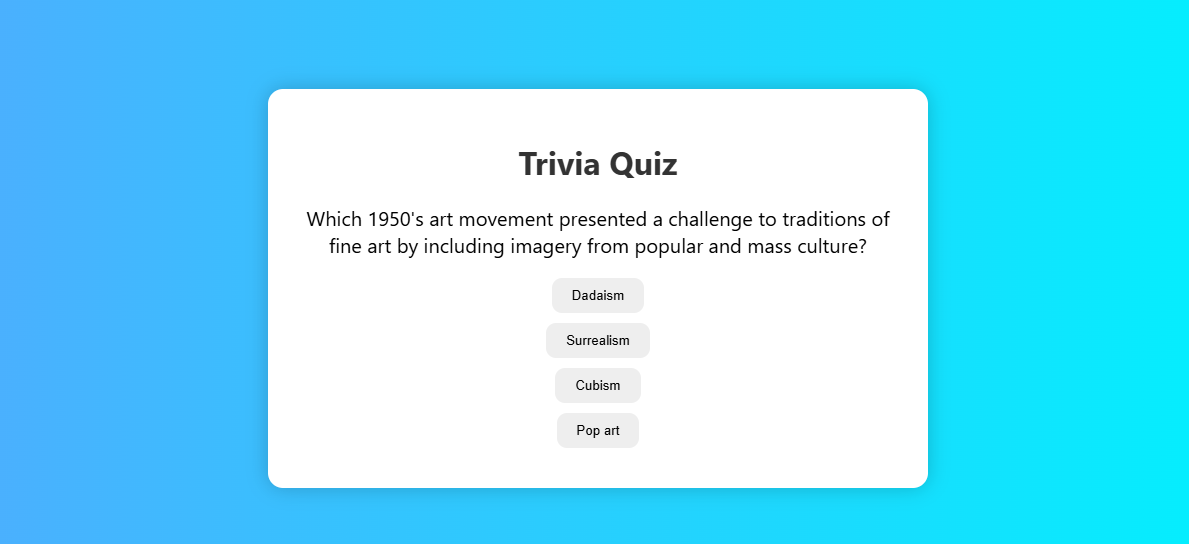 Trivia Quiz
Which 1950's art movement presented a challenge to traditions of
fine art by including imagery from popular and mass culture?
Dadaism
Surrealism
Cubism
Pop art